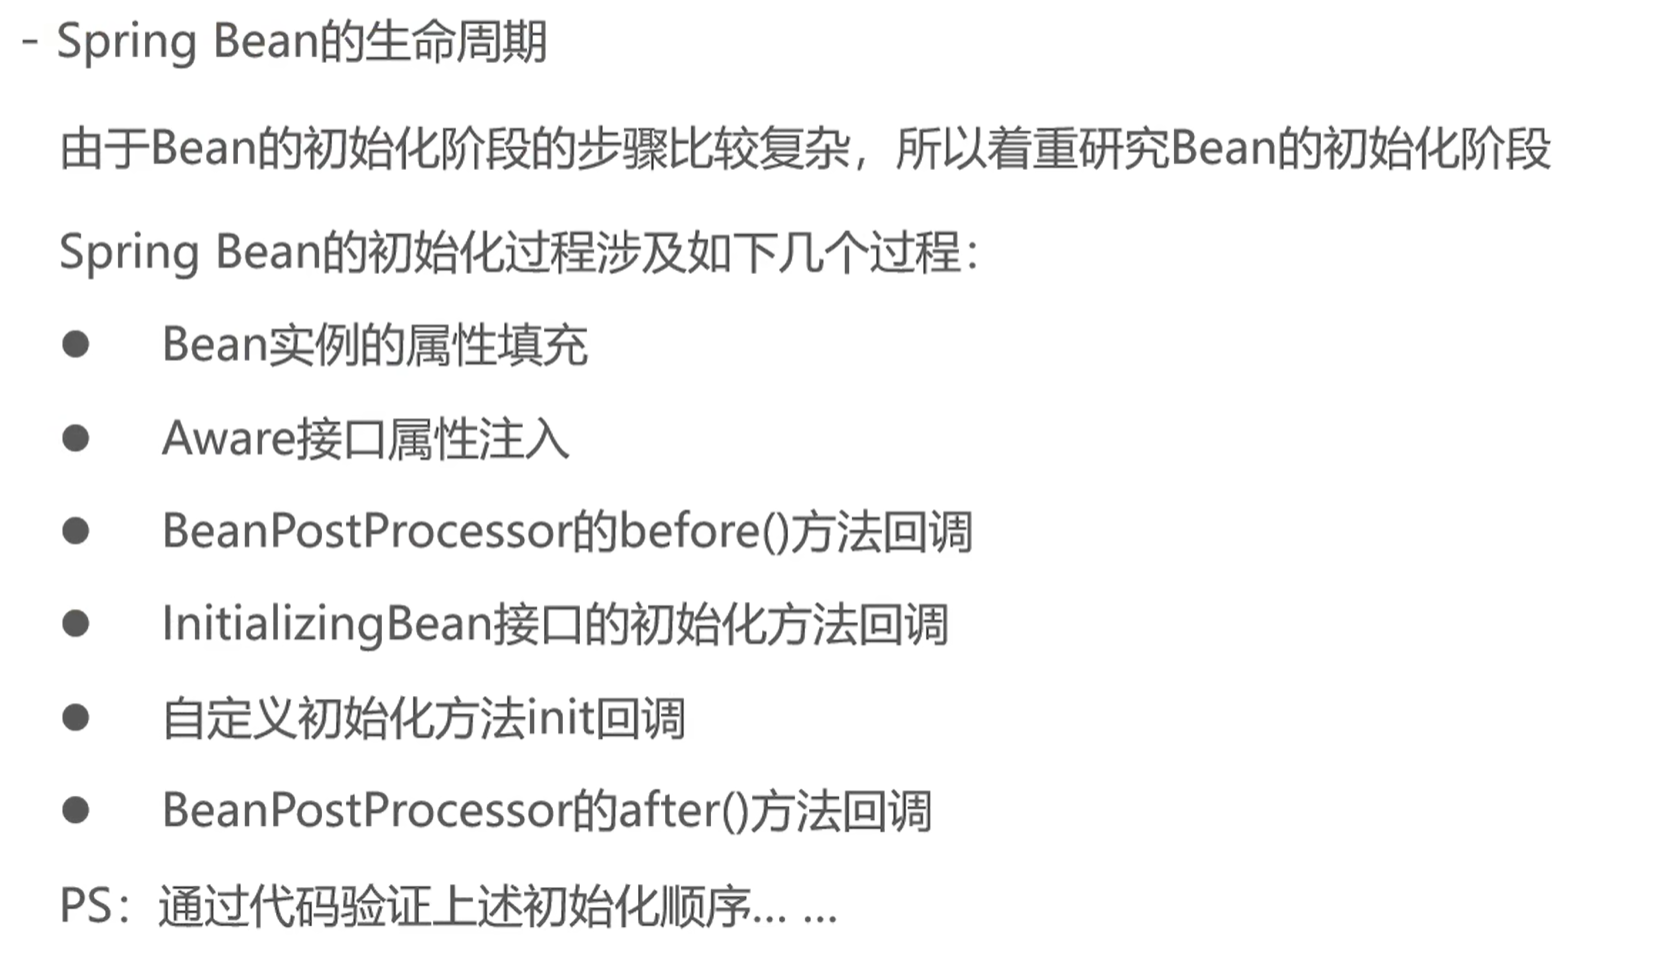 - Spring Bean的生命周期
由于Bean的初始化阶段的步骤比较复杂，所以着重研究Bean的初始化阶段
Spring Bean的初始化过程涉及如下几个过程：
● Bean实例的属性填充
● Aware接口属性注入
● BeanPostProcessor的before()方法回调
● InitializingBean接口的初始化方法回调
● 自定义初始化方法init回调
● BeanPostProcessor的after()方法回调
PS：通过代码验证上述初始化顺序... ...